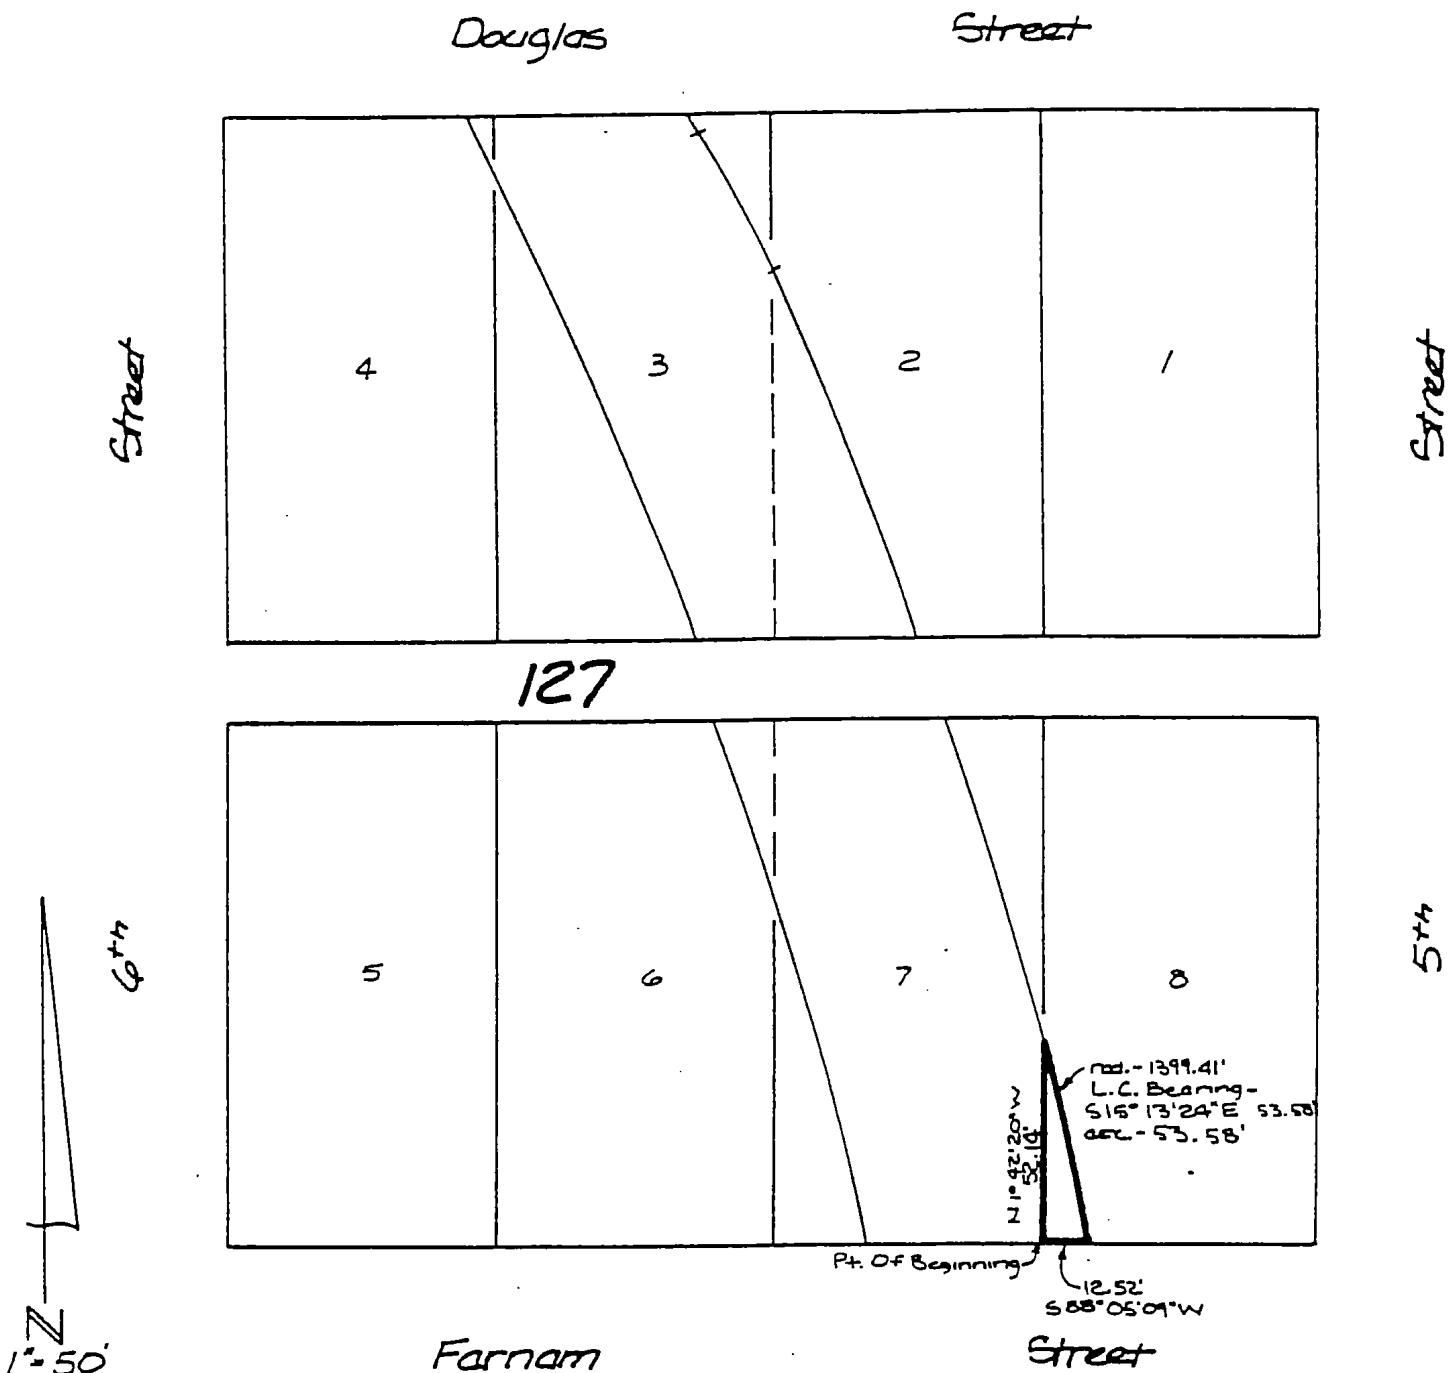 Douglas Street
Street
Street
4
3
2
1
127
6th
5th
5
6
7
8
rad.-1399.41'
L.C. Bearing-
S15°13'24"E 53.58'
arc.-53.58'
N 1°42'20"W
52.14'
Pt. Of Beginning
12.52'
S88°05'09"W
N
1"=50'
Farnam Street